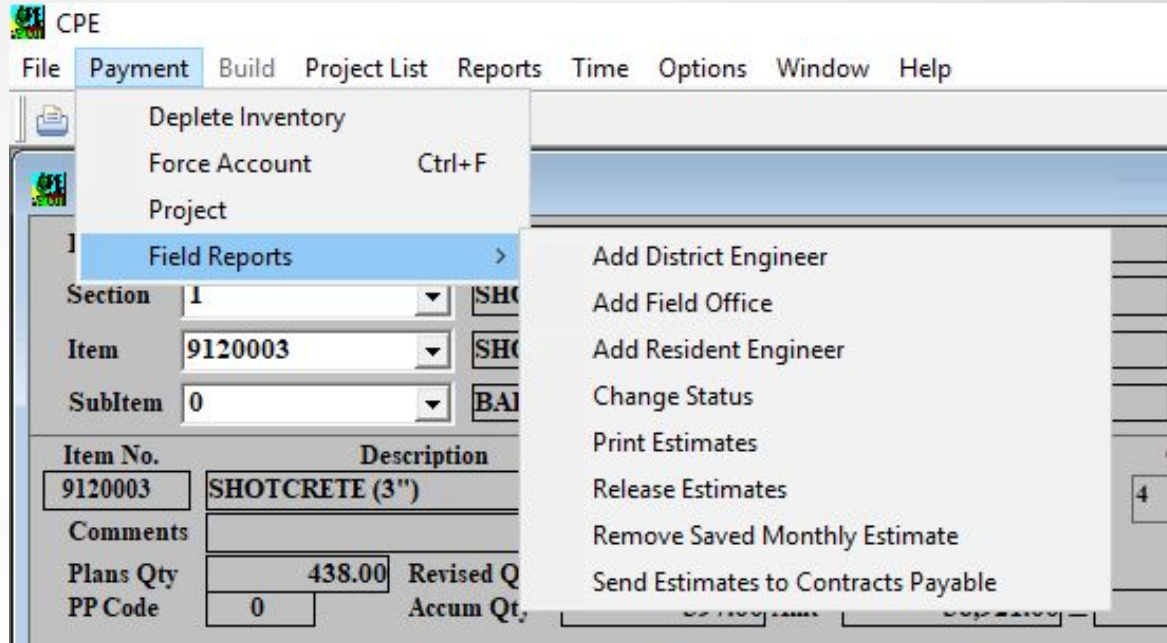 CPE
File Payment Build Project List Reports Time Options Window Help
Deplete Inventory
Force Account Ctrl+F
Project
Field Reports >
Add District Engineer
Add Field Office
Add Resident Engineer
Change Status
Print Estimates
Release Estimates
Remove Saved Monthly Estimate
Send Estimates to Contracts Payable
Section 1
Item 9120003
SubItem 0
Item No. Description
9120003 SHOTCRETE (3") 4
Comments
Plans Qty 438.00 Revised
PP Code 0 Accum Qty